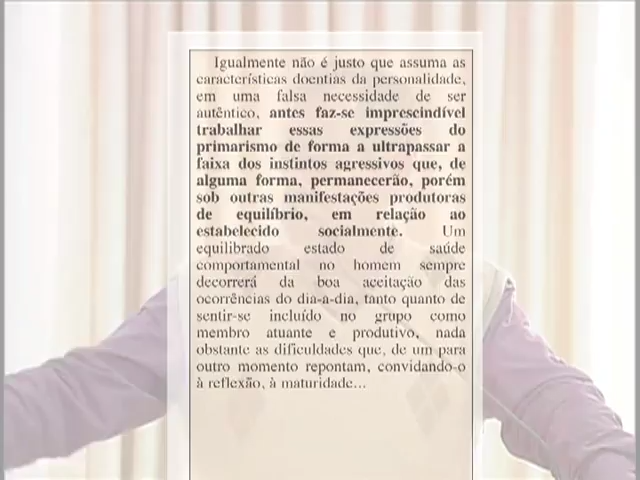 Igualmente não é justo que assuma as
características doentias da personalidade,
em uma falsa necessidade de ser
autêntico, antes faz-se imprescindível
trabalhar essas expressões do
primarismo de forma a ultrapassar a
faixa dos instintos agressivos que, de
alguma forma, permanecerão, porém
sob outras manifestações produtoras
de equilíbrio, em relação ao
estabelecido socialmente. Um
equilibrado estado de saúde
comportamental no homem sempre
decorrerá da boa aceitação das
ocorrências do dia-a-dia, tanto quanto de
sentir-se incluído no grupo como
membro atuante e produtivo, nada
obstante as dificuldades que, de um para
outro momento repontam, convidando-o
à reflexão, à maturidade...